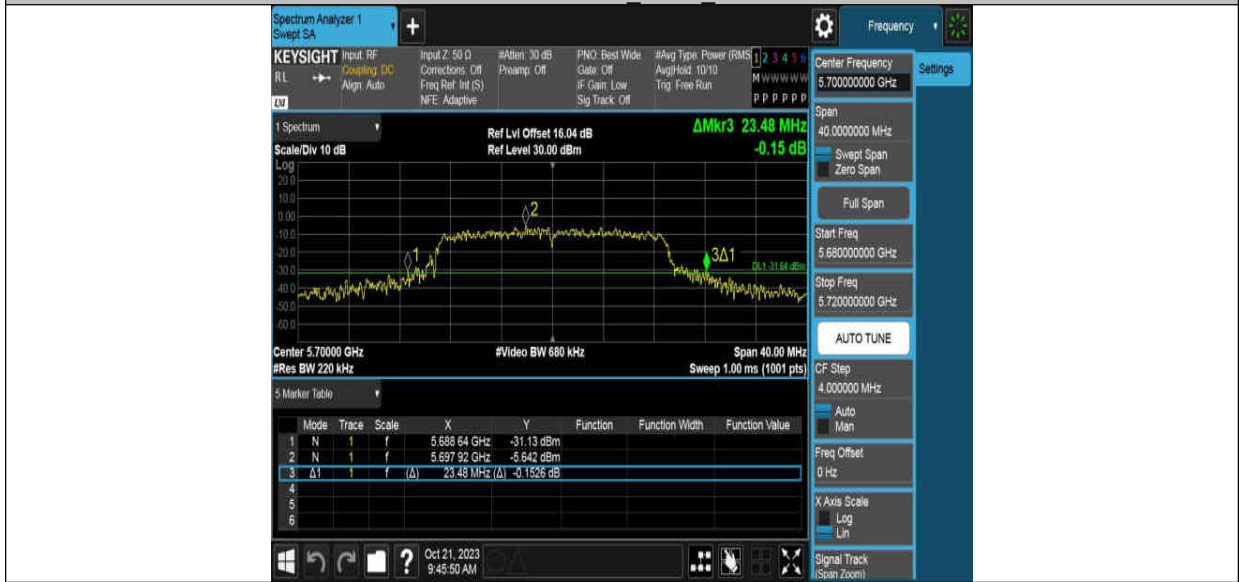 Spectrum Analyzer 1
Swept SA
+
Frequency
KEYSIGHT
RL
LXI
Input: RF
Coupling: DC
Align: Auto
Input Z: 50 Ω
Corrections: Off
Freq Ref: Int (S)
NFE: Adaptive
#Atten: 30 dB
Preamp: Off
PNO: Best Wide
Gate: Off
IF Gain: Low
Sig Track: Off
#Avg Type: Power (RMS
Avg|Hold: 10/10
Trig: Free Run
1 2 3 4 5 6
M W W W W W
P P P P P P
Center Frequency
5.700000000 GHz
Settings
Span
40.0000000 MHz
Swept Span
Zero Span
Full Span
Start Freq
5.680000000 GHz
Stop Freq
5.720000000 GHz
AUTO TUNE
CF Step
4.000000 MHz
Auto
Man
Freq Offset
0 Hz
X Axis Scale
Log
Lin
Signal Track
(Span Zoom)
1 Spectrum
Scale/Div 10 dB
Ref Lvl Offset 16.04 dB
Ref Level 30.00 dBm
ΔMkr3 23.48 MHz
-0.15 dB
Log
20.0
10.0
0.00
-10.0
-20.0
-30.0
-40.0
-50.0
-60.0
1
2
3Δ1
DL1 -31.64 dBm
Center 5.70000 GHz
#Video BW 680 kHz
Span 40.00 MHz
#Res BW 220 kHz
Sweep 1.00 ms (1001 pts)
5 Marker Table
Mode Trace Scale X Y Function Function Width Function Value
1 N 1 f 5.688 64 GHz -31.13 dBm
2 N 1 f 5.697 92 GHz -5.642 dBm
3 Δ1 1 f (Δ) 23.48 MHz (Δ) -0.1526 dB
4
5
6
?
Oct 21, 2023
9:45:50 AM